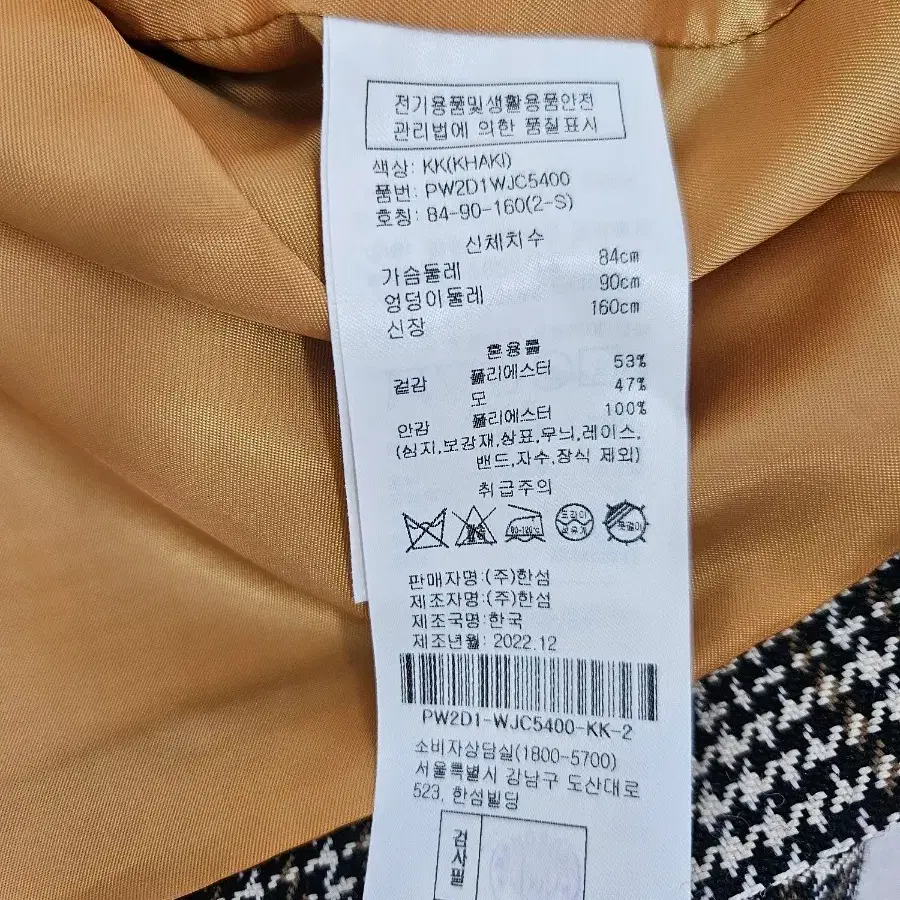 전기용품및생활용품안전
관리법에 의한 품질표시
색상: KK(KHAKI)
품번: PW2D1WJC5400
호칭: 84-90-160(2-S)
신체치수
가슴둘레 84cm
엉덩이둘레 90cm
신장 160cm
혼용률
겉감 폴리에스터 53%
모 47%
안감 폴리에스터 100%
(심지,보강재,상표,무늬,레이스,
밴드,자수,장식 제외)
취급주의
80-120℃ 드라이
석유계
판매자명:(주)한섬
제조자명:(주)한섬
제조국명:한국
제조년월: 2022.12
PW2D1-WJC5400-KK-2
소비자상담실(1800-5700)
서울특별시 강남구 도산대로
523, 한섬빌딩
검사필